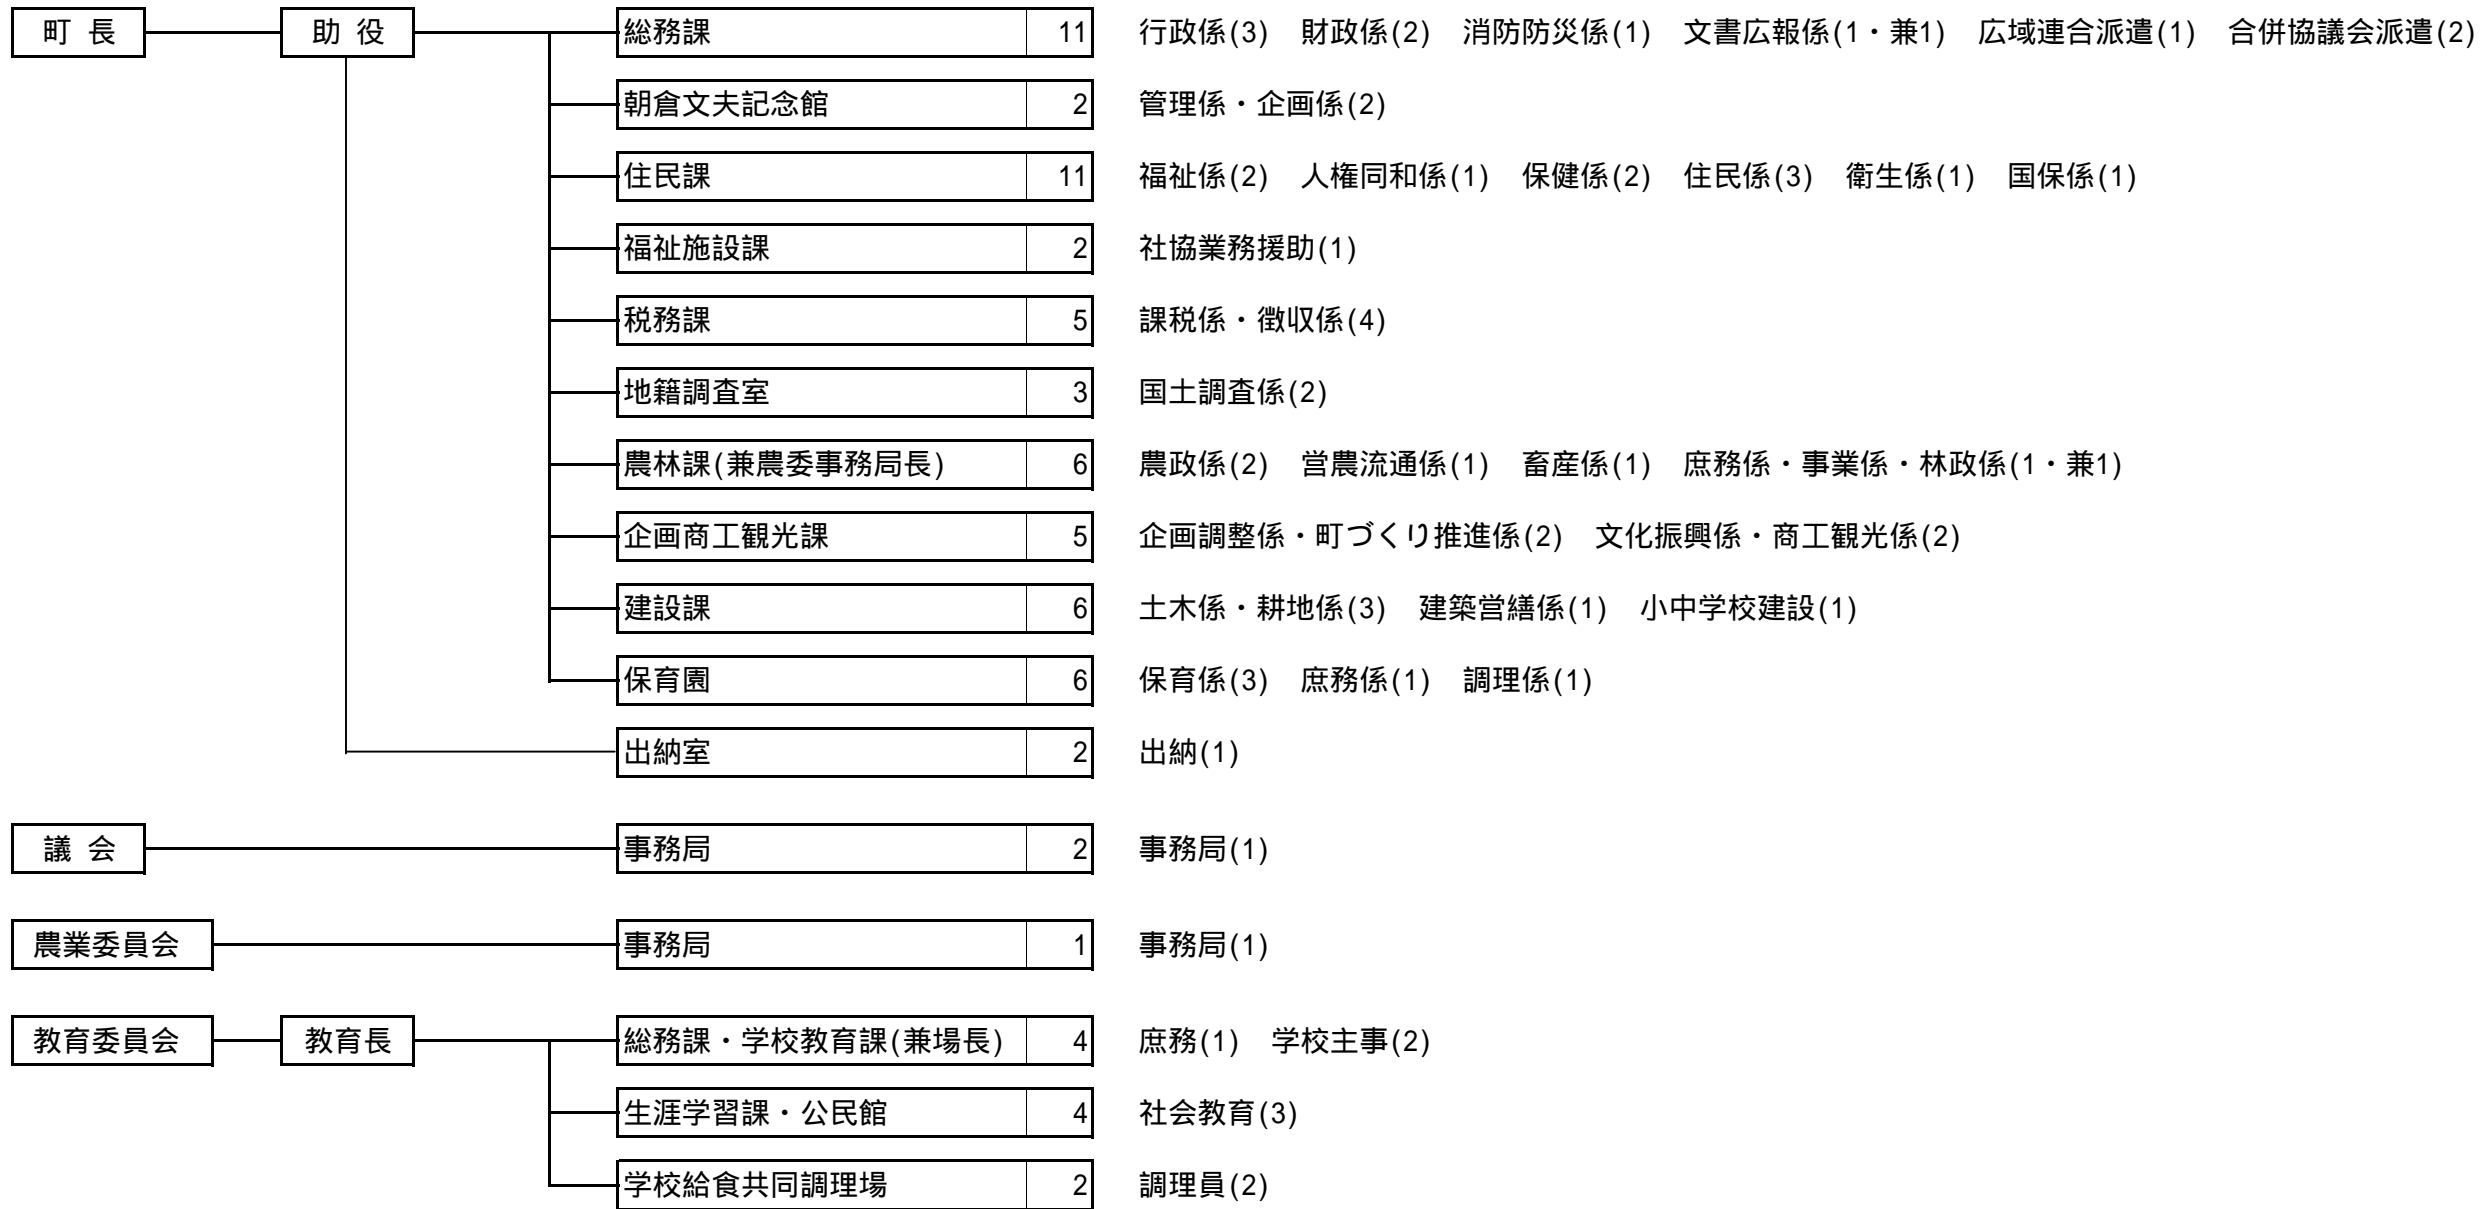 町 長 助 役 総務課 11 行政係(3) 財政係(2) 消防防災係(1) 文書広報係(1・兼1) 広域連合派遣(1) 合併協議会派遣(2)
朝倉文夫記念館 2 管理係・企画係(2)
住民課 11 福祉係(2) 人権同和係(1) 保健係(2) 住民係(3) 衛生係(1) 国保係(1)
福祉施設課 2 社協業務援助(1)
税務課 5 課税係・徴収係(4)
地籍調査室 3 国土調査係(2)
農林課(兼農委事務局長) 6 農政係(2) 営農流通係(1) 畜産係(1) 庶務係・事業係・林政係(1・兼1)
企画商工観光課 5 企画調整係・町づくり推進係(2) 文化振興係・商工観光係(2)
建設課 6 土木係・耕地係(3) 建築営繕係(1) 小中学校建設(1)
保育園 6 保育係(3) 庶務係(1) 調理係(1)
出納室 2 出納(1)
議 会 事務局 2 事務局(1)
農業委員会 事務局 1 事務局(1)
教育委員会 教育長 総務課・学校教育課(兼場長) 4 庶務(1) 学校主事(2)
生涯学習課・公民館 4 社会教育(3)
学校給食共同調理場 2 調理員(2)